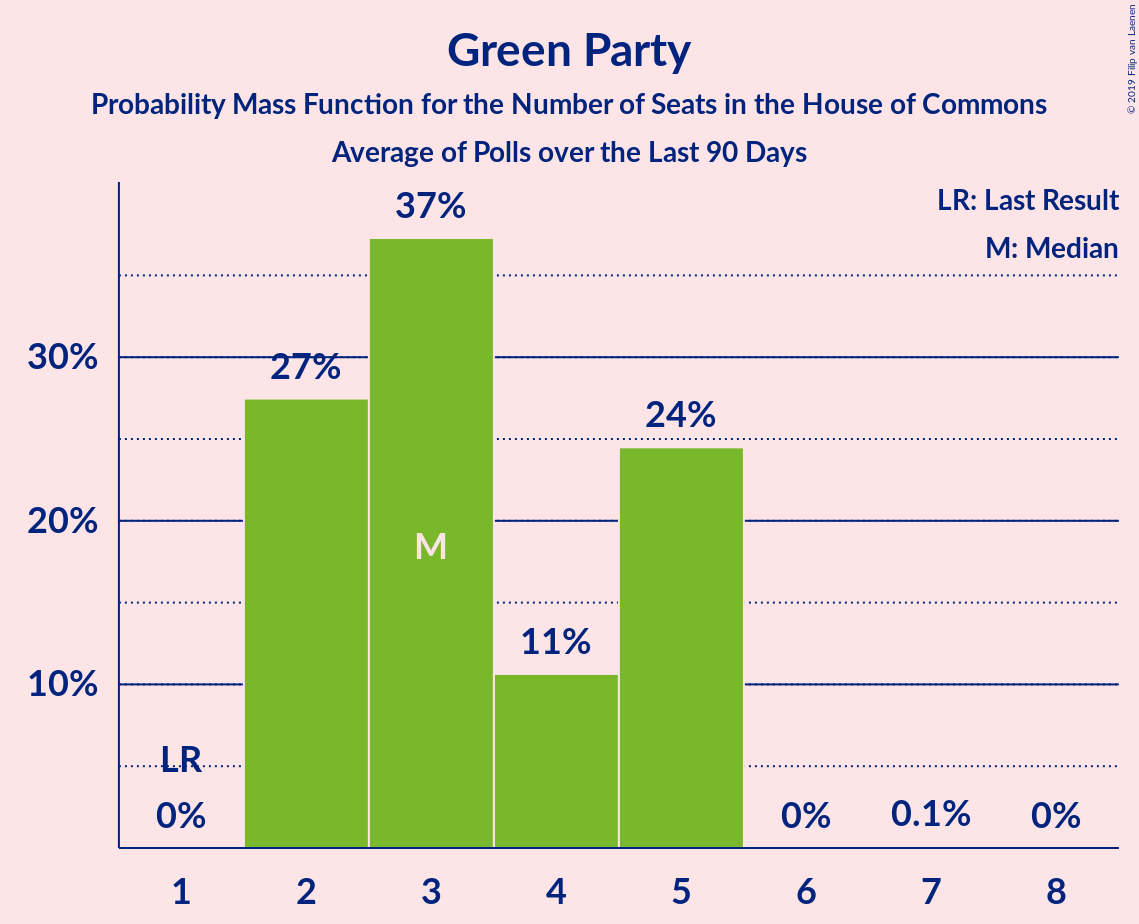 Green Party
Probability Mass Function for the Number of Seats in the House of Commons
Average of Polls over the Last 90 Days
© 2019 Filip van Laenen
LR: Last Result
M: Median
37%
30%
27%
24%
20%
M
11%
10%
LR
0%
0%
0.1%
0%
1 2 3 4 5 6 7 8